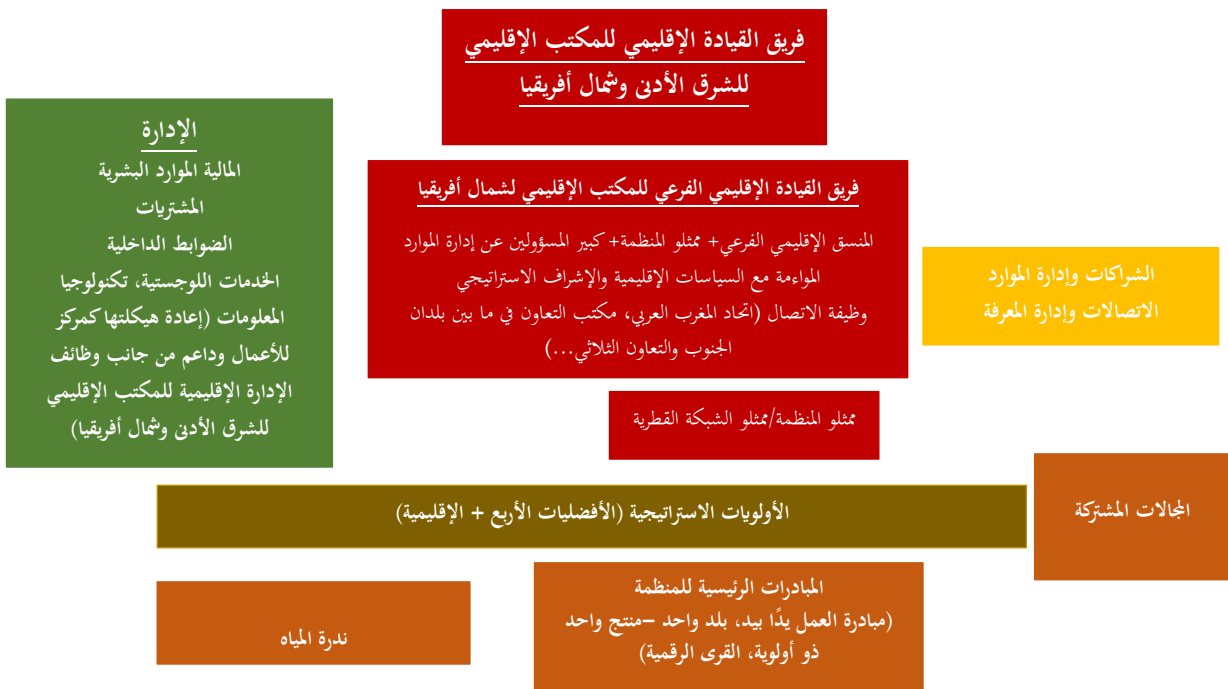 فريق القيادة الإقليمي للمكتب الإقليمي
للشرق الأدنى وشمال أفريقيا
الإدارة
المالية الموارد البشرية
المشتريات
الضوابط الداخلية
الخدمات اللوجستية، تكنولوجيا
المعلومات (إعادة هيكلتها كمركز
للأعمال وداعم من جانب وظائف
الإدارة الإقليمية للمكتب الإقليمي
للشرق الأدنى وشمال أفريقيا)
فريق القيادة الإقليمي الفرعي للمكتب الإقليمي لشمال أفريقيا
المنسق الإقليمي الفرعي+ ممثلو المنظمة+ كبير المسؤولين عن إدارة الموارد
المواءمة مع السياسات الإقليمية والإشراف الاستراتيجي
وظيفة الاتصال (اتحاد المغرب العربي، مكتب التعاون في ما بين بلدان
الجنوب والتعاون الثلاثي...)
الشراكات وإدارة الموارد
الاتصالات وإدارة المعرفة
ممثلو المنظمة/ممثلو الشبكة القطرية
المجالات المشتركة
الأولويات الاستراتيجية (الأفضليات الأربع + الإقليمية)
المبادرات الرئيسية للمنظمة
(مبادرة العمل يدًا بيد، بلد واحد –منتج واحد
ذو أولوية، القرى الرقمية)
ندرة المياه